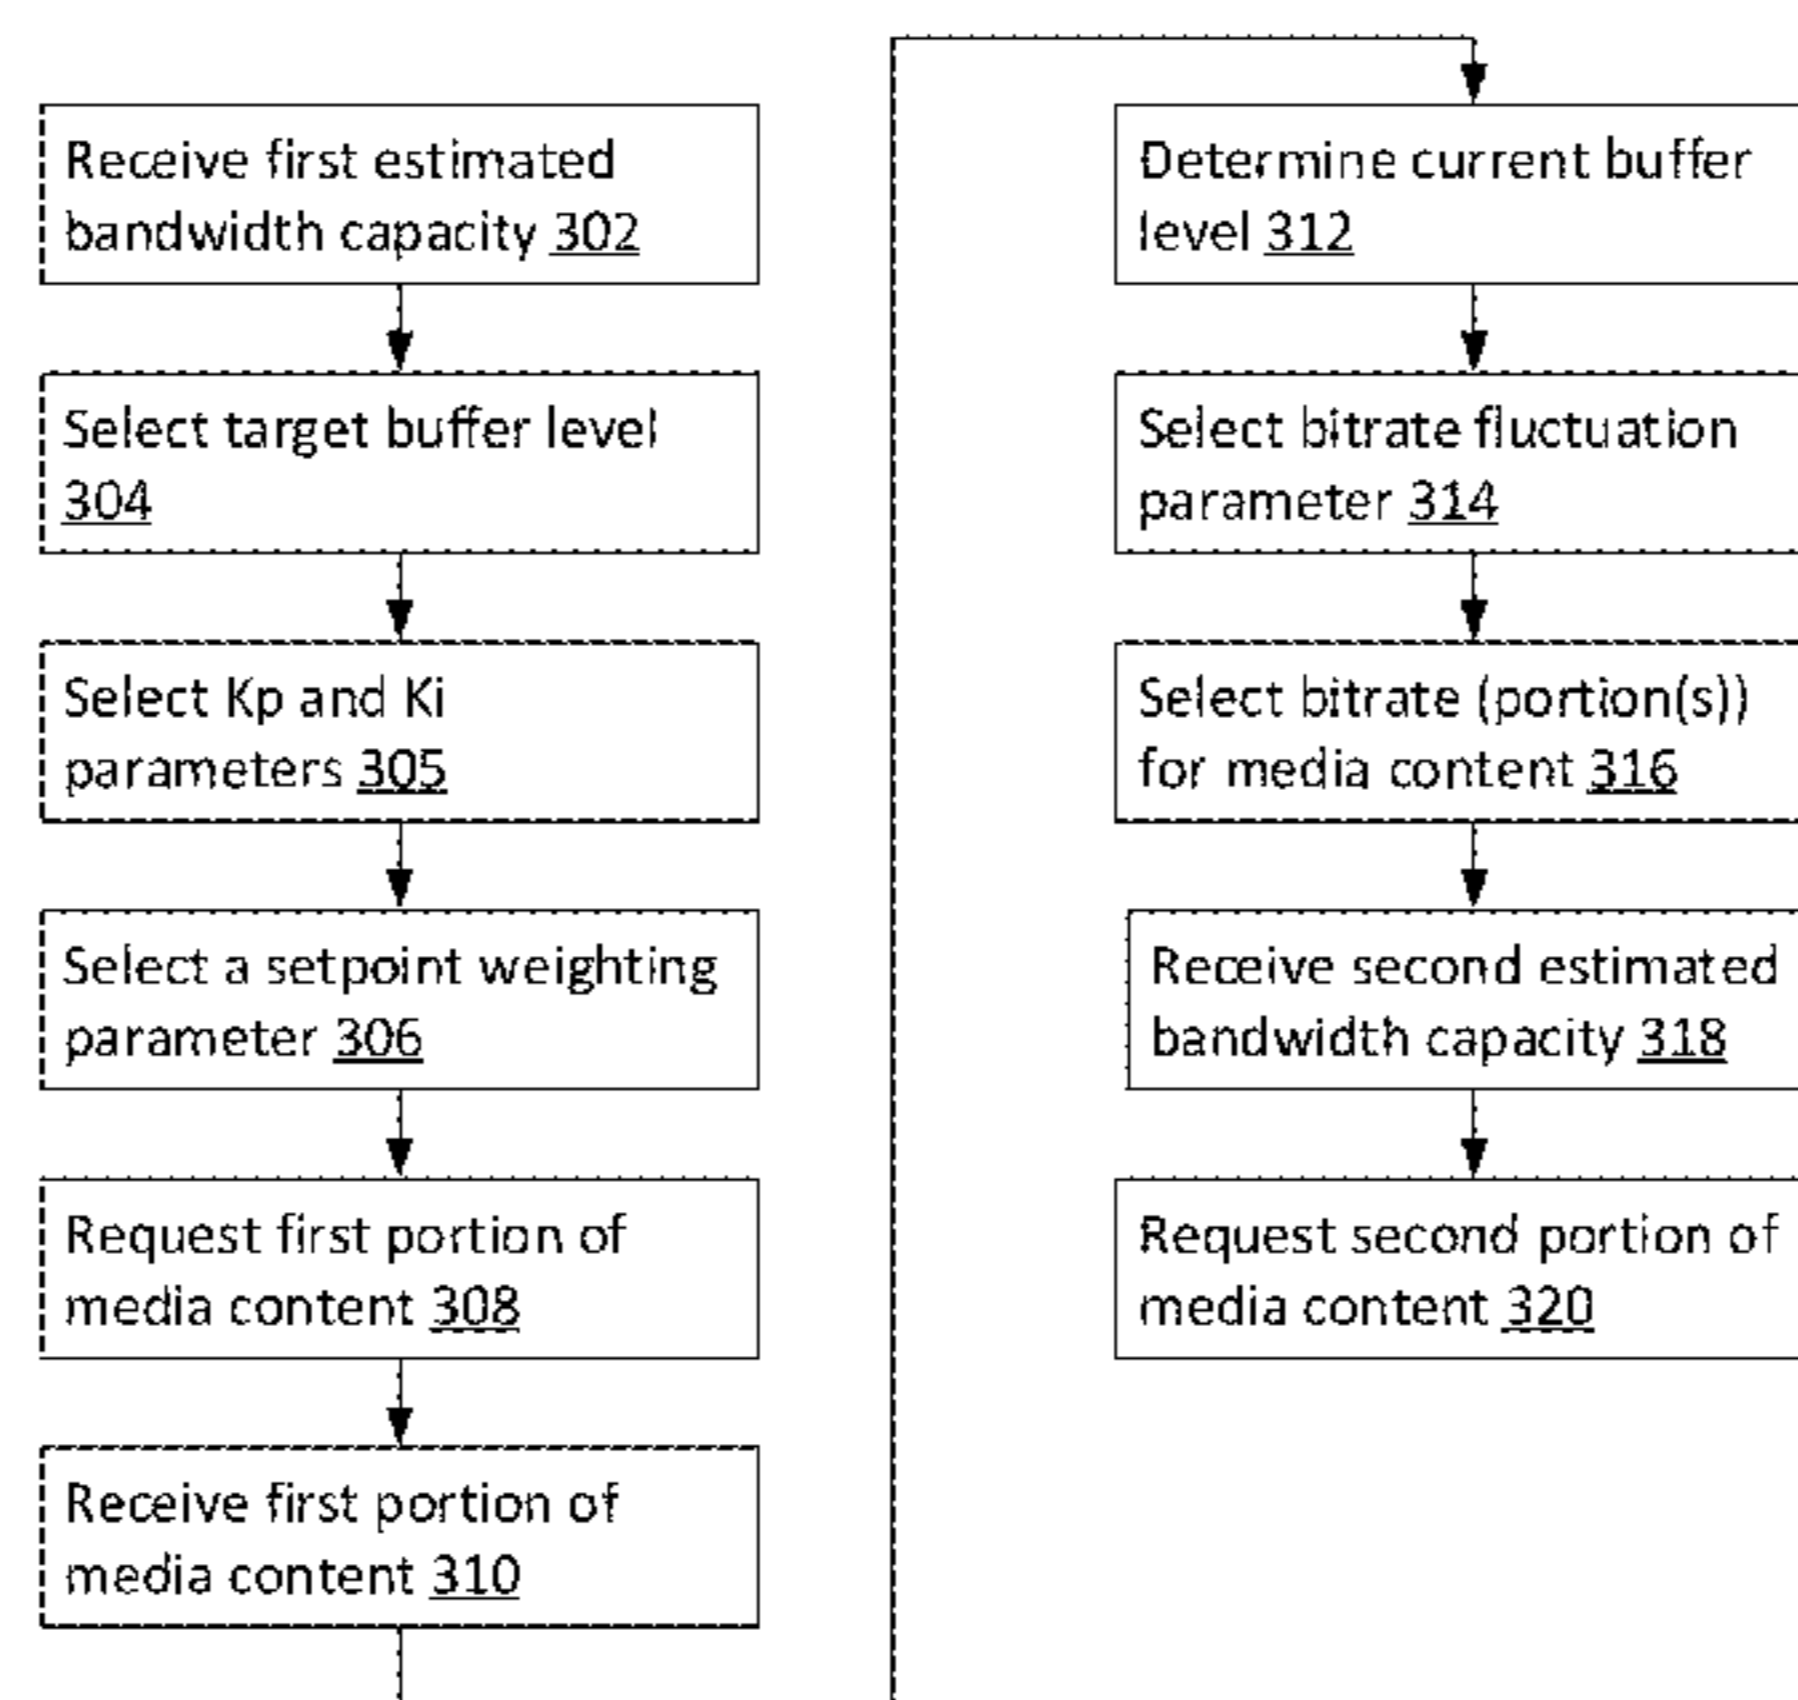 Receive first estimated
bandwidth capacity 302
Select target buffer level
304
Select Kp and Ki
parameters 305
Select a setpoint weighting
parameter 306
Request first portion of
media content 308
Receive first portion of
media content 310
Determine current buffer
level 312
Select bitrate fluctuation
parameter 314
Select bitrate (portion(s))
for media content 316
Receive second estimated
bandwidth capacity 318
Request second portion of
media content 320